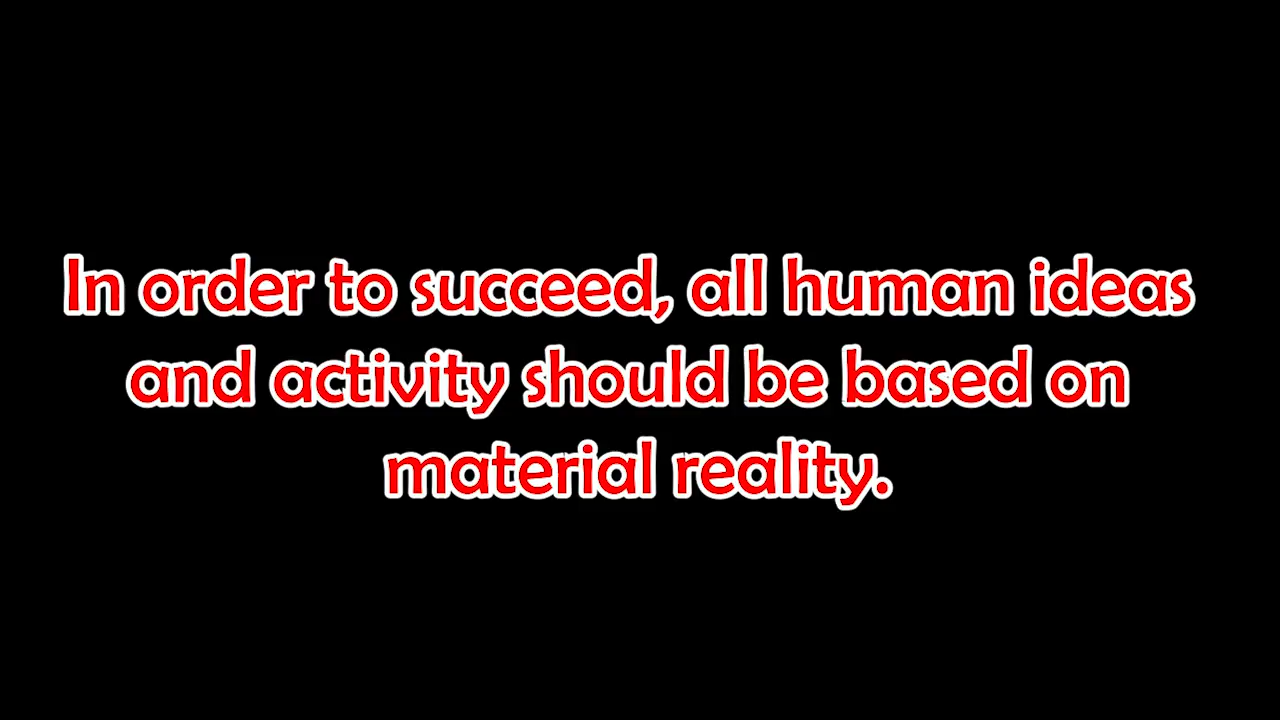 In order to succeed, all human ideas
and activity should be based on
material reality.